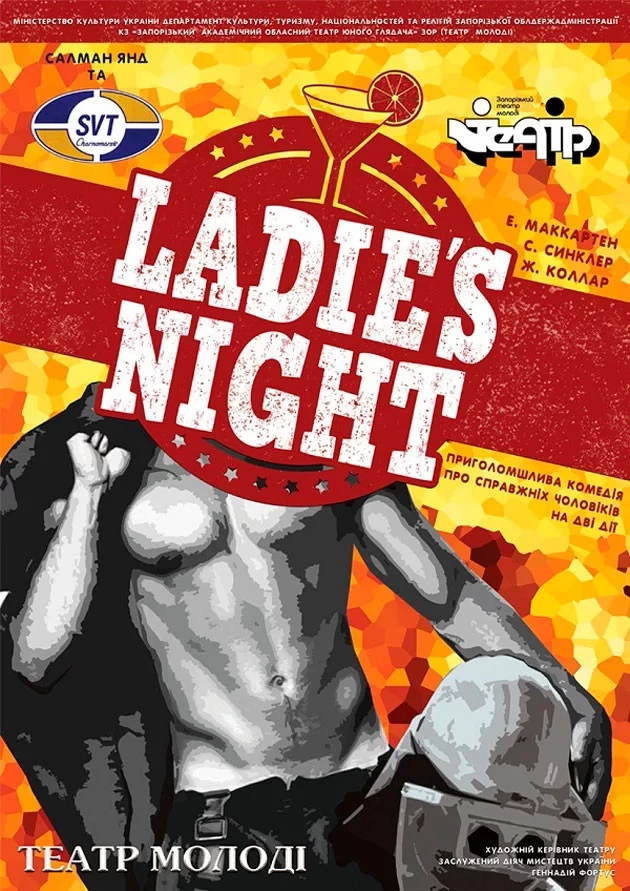 МІНІСТЕРСТВО КУЛЬТУРИ УКРАЇНИ ДЕПАРТАМЕНТ КУЛЬТУРИ, ТУРИЗМУ, НАЦІОНАЛЬНОСТЕЙ ТА РЕЛІГІЙ ЗАПОРІЗЬКОЇ ОБЛДЕРЖАДМІНІСТРАЦІЇ
КЗ «ЗАПОРІЗЬКИЙ АКАДЕМІЧНИЙ ОБЛАСНИЙ ТЕАТР ЮНОГО ГЛЯДАЧА» ЗОР (ТЕАТР МОЛОДІ)
САЛМАН ЯНД
ТА
SVT
Chornomorsk
Запорізький
театр
молоді
театр
LADIE'S
NIGHT
Е. МАККАРТЕН
С. СИНКЛЕР
Ж. КОЛЛАР
ПРИГОЛОМШЛИВА КОМЕДІЯ
ПРО СПРАВЖНІХ ЧОЛОВІКІВ
НА ДВІ ДІЇ
ТЕАТР МОЛОДІ
ХУДОЖНІЙ КЕРІВНИК ТЕАТРУ
ЗАСЛУЖЕНИЙ ДІЯЧ МИСТЕЦТВ УКРАЇНИ
ГЕННАДІЙ ФОРТУС